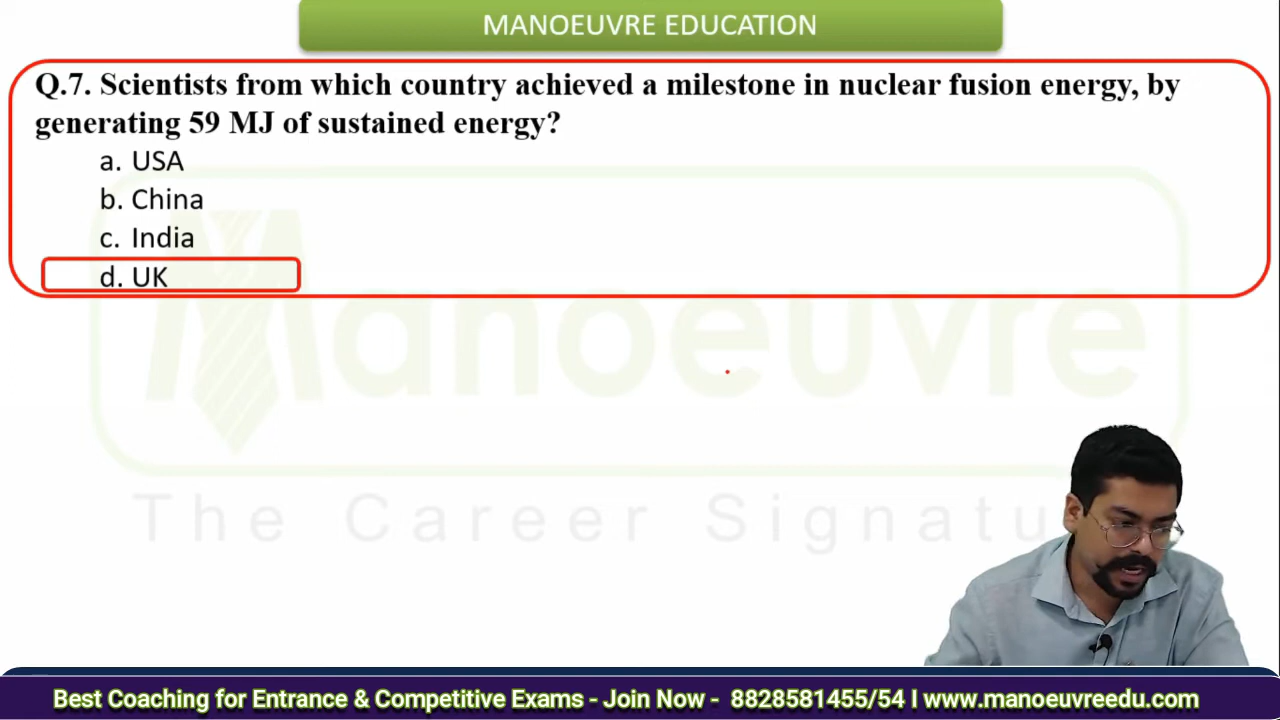 MANOEUVRE EDUCATION
Q.7. Scientists from which country achieved a milestone in nuclear fusion energy, by
generating 59 MJ of sustained energy?
a. USA
b. China
c. India
d. UK
Manoeuvre
The Career Signatu
Best Coaching for Entrance & Competitive Exams - Join Now - 8828581455/54 I www.manoeuvreedu.com